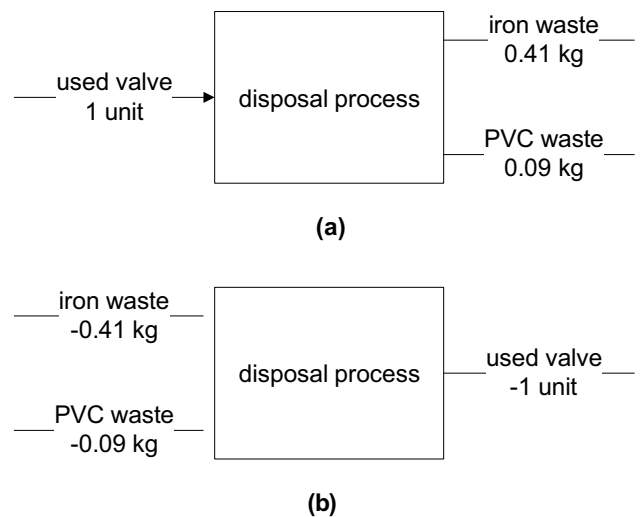 iron waste
0.41 kg
used valve
1 unit
disposal process
PVC waste
0.09 kg
(a)
iron waste
-0.41 kg
disposal process
used valve
-1 unit
PVC waste
-0.09 kg
(b)